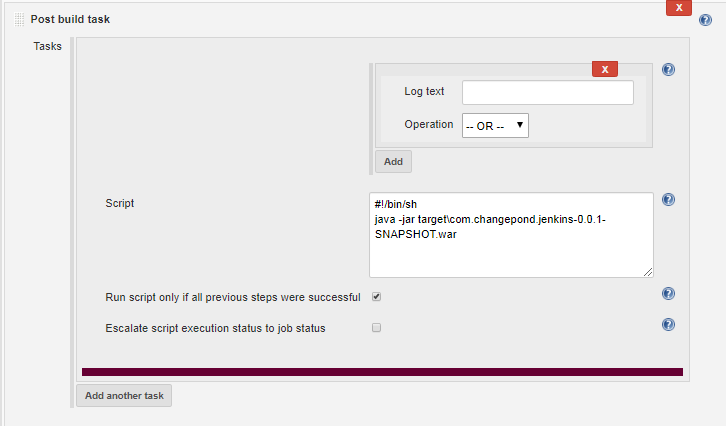 X
Post build task
Tasks
X
Log text
Operation -- OR --
Add
Script
#!/bin/sh
java -jar target\com.changepond.jenkins-0.0.1-
SNAPSHOT.war
Run script only if all previous steps were successful
Escalate script execution status to job status
Add another task